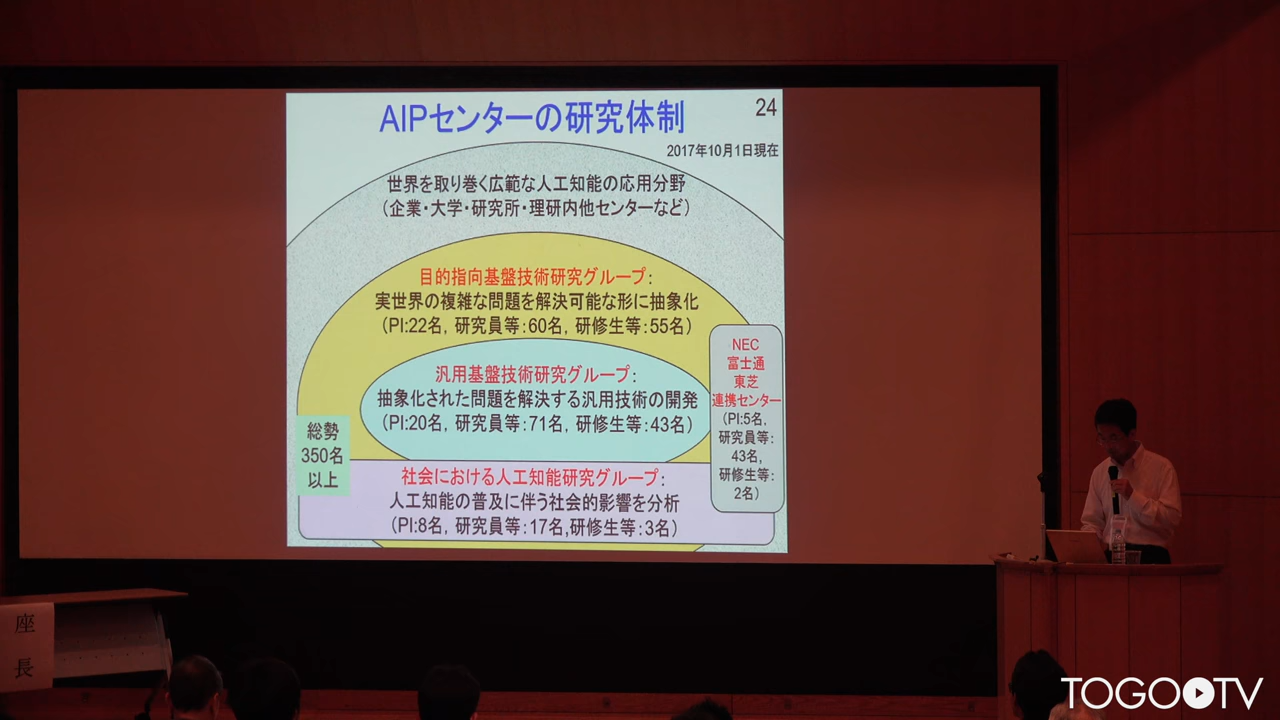 AIPセンターの研究体制
24
2017年10月1日現在
世界を取り巻く広範な人工知能の応用分野
(企業・大学・研究所・理研内他センターなど)
目的指向基盤技術研究グループ:
実世界の複雑な問題を解決可能な形に抽象化
(PI:22名, 研究員等:60名, 研修生等:55名)
汎用基盤技術研究グループ:
抽象化された問題を解決する汎用技術の開発
(PI:20名, 研究員等:71名, 研修生等:43名)
NEC
富士通
東芝
連携センター
(PI:5名,
研究員等:
43名,
研修生等:
2名)
総勢
350名
以上
社会における人工知能研究グループ:
人工知能の普及に伴う社会的影響を分析
(PI:8名, 研究員等:17名,研修生等:3名)
座長
TOGOTV